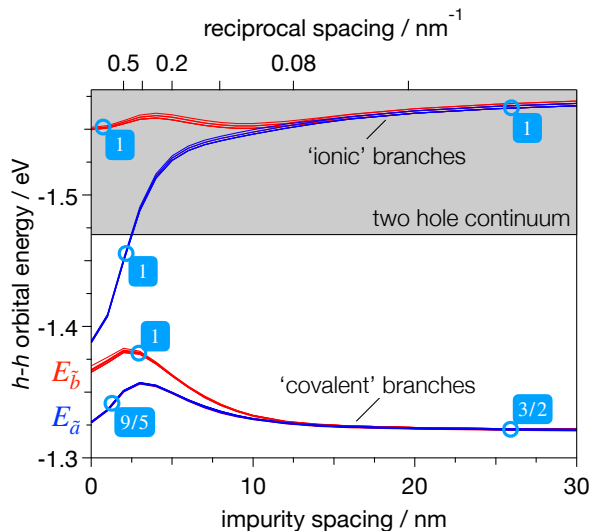 reciprocal spacing / nm⁻¹
0.5 0.2 0.08
1
1
'ionic' branches
-1.5
two hole continuum
1
h-h orbital energy / eV
-1.4
1
E_b̃
'covalent' branches
E_ã
9/5
3/2
-1.3
0 10 20 30
impurity spacing / nm